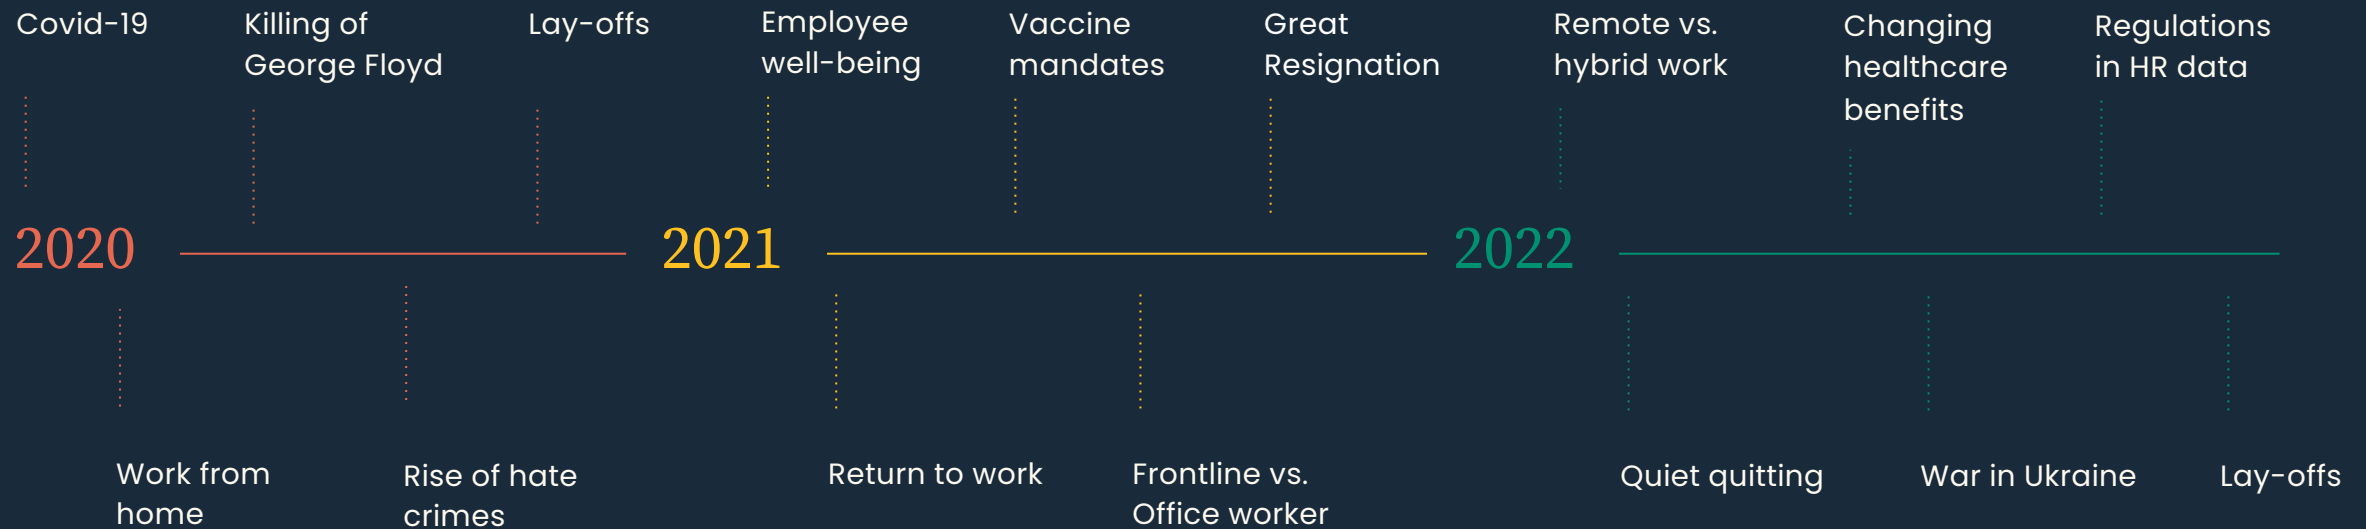 Covid-19
Killing of
George Floyd
Lay-offs
Employee
well-being
Vaccine
mandates
Great
Resignation
Remote vs.
hybrid work
Changing
healthcare
benefits
Regulations
in HR data
2020
2021
2022
Work from
home
Rise of hate
crimes
Return to work
Frontline vs.
Office worker
Quiet quitting
War in Ukraine
Lay-offs